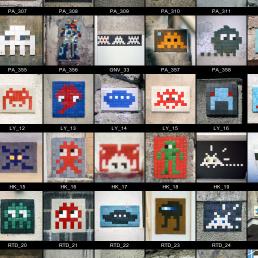 PA_307 PA_308 PA_309 PA_310 PA_311
PA_355 PA_356 ONV_33 PA_357 PA_358
LY_12 LY_13 LY_14 LY_15 LY_16
HK_15 HK_16 HK_17 HK_18 HK_19
RTD_20 RTD_21 RTD_22 RTD_23 RTD_24